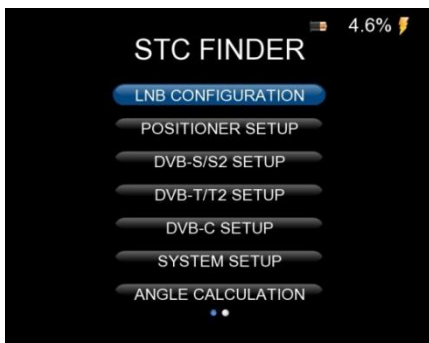 4.6%
STC FINDER
LNB CONFIGURATION
POSITIONER SETUP
DVB-S/S2 SETUP
DVB-T/T2 SETUP
DVB-C SETUP
SYSTEM SETUP
ANGLE CALCULATION